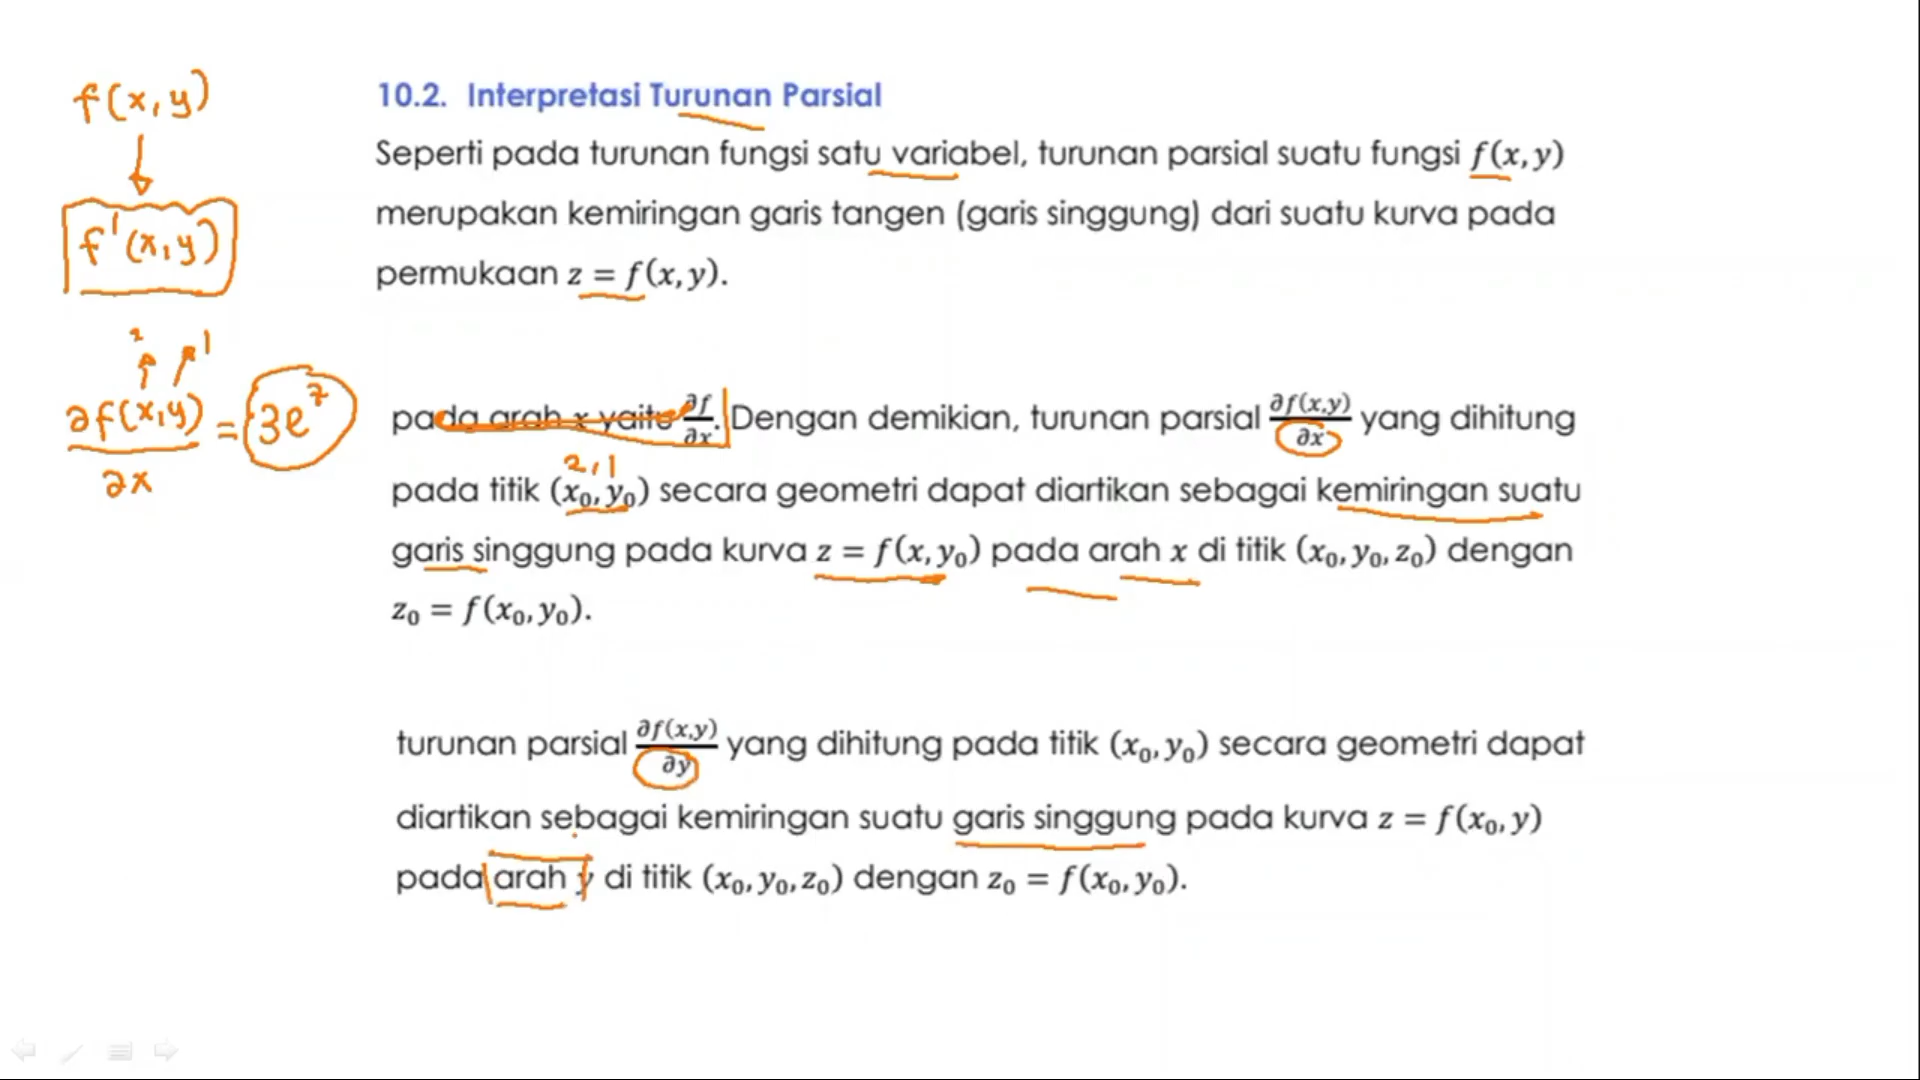 f(x,y)
f'(x,y)
2 1
∂f(x,y)/∂x = 3e⁷
10.2. Interpretasi Turunan Parsial
Seperti pada turunan fungsi satu variabel, turunan parsial suatu fungsi f(x,y)
merupakan kemiringan garis tangen (garis singgung) dari suatu kurva pada
permukaan z = f(x,y).
pada arah x yaitu ∂f/∂x. Dengan demikian, turunan parsial ∂f(x,y)/∂x yang dihitung
2,1
pada titik (x₀,y₀) secara geometri dapat diartikan sebagai kemiringan suatu
garis singgung pada kurva z = f(x,y₀) pada arah x di titik (x₀,y₀,z₀) dengan
z₀ = f(x₀,y₀).
turunan parsial ∂f(x,y)/∂y yang dihitung pada titik (x₀,y₀) secara geometri dapat
diartikan sebagai kemiringan suatu garis singgung pada kurva z = f(x₀,y)
pada arah y di titik (x₀,y₀,z₀) dengan z₀ = f(x₀,y₀).